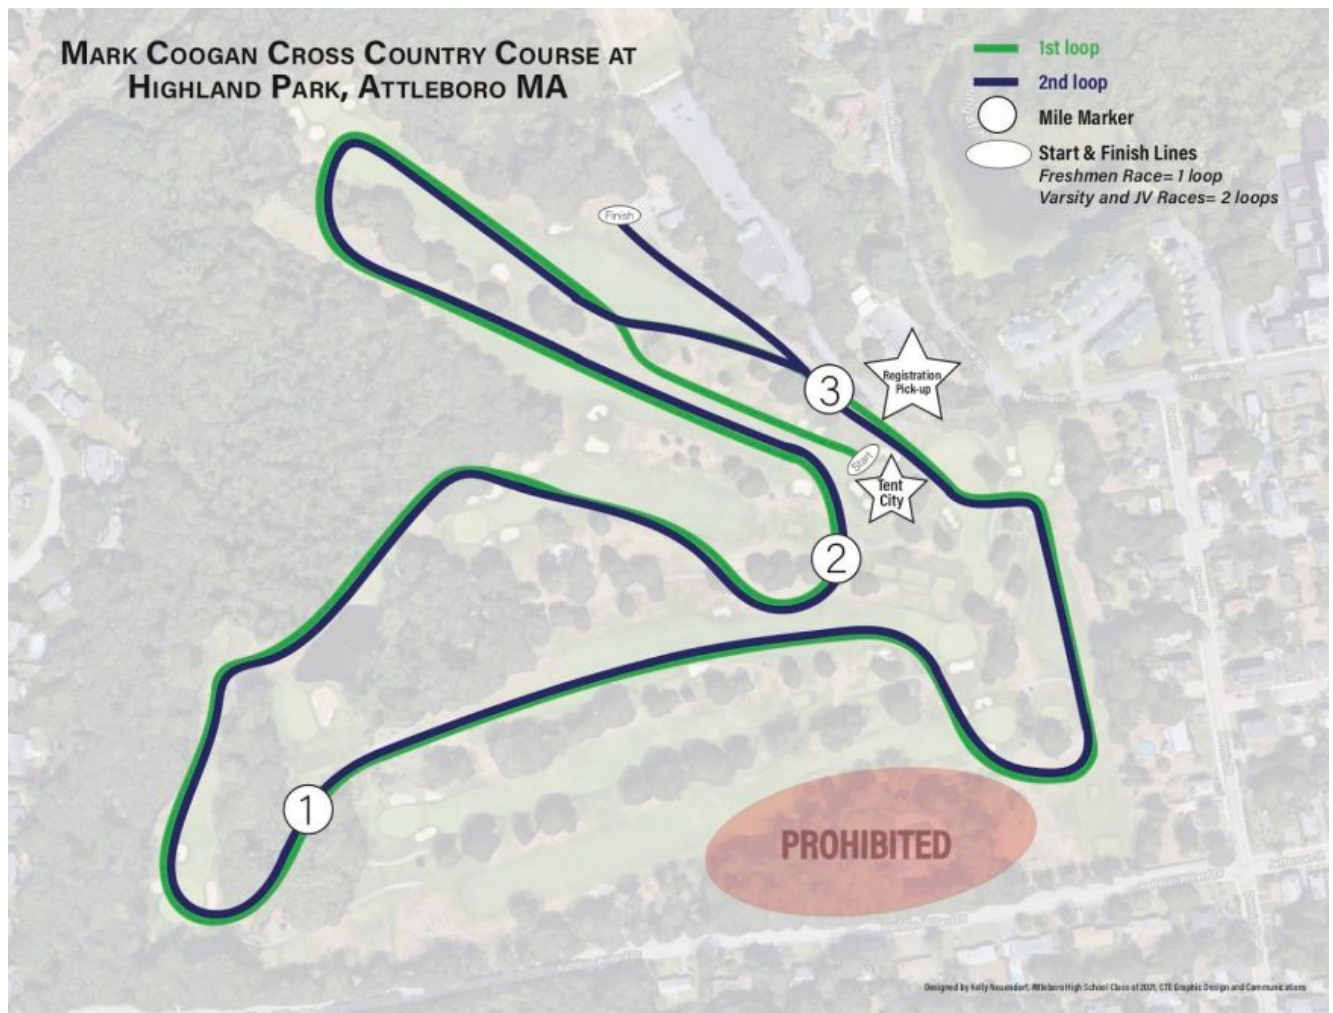 MARK COOGAN CROSS COUNTRY COURSE AT
HIGHLAND PARK, ATTLEBORO MA
1st loop
2nd loop
Mile Marker
Start & Finish Lines
Freshmen Race= 1 loop
Varsity and JV Races= 2 loops
Finish
3
Registration
Pick-up
Start
Tent
City
2
1
PROHIBITED
Designed by Kelly Neuendorf, Attleboro High School Class of 2021, CTE Graphic Design and Communications